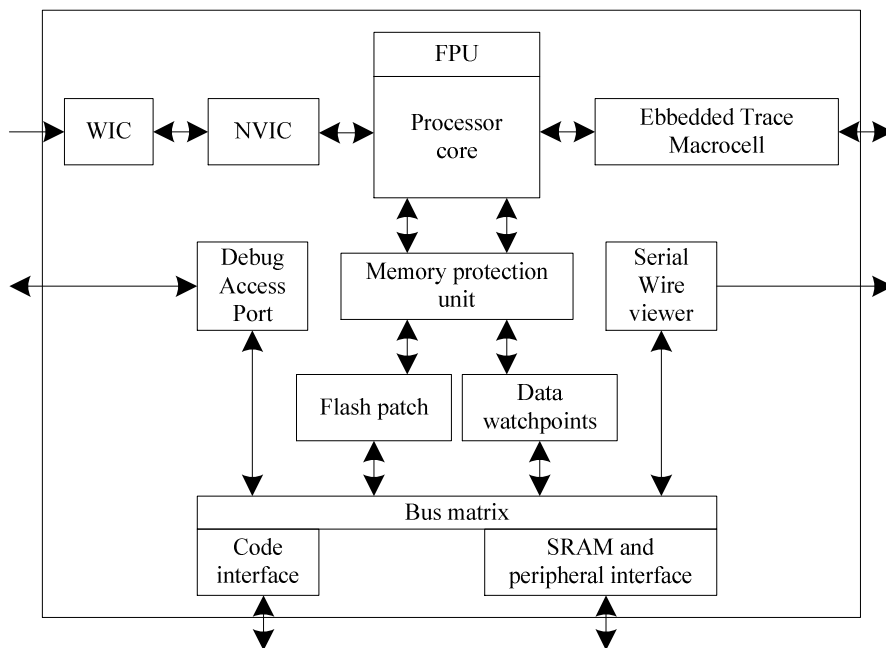 FPU
WIC
NVIC
Processor
core
Ebbedded Trace
Macrocell
Debug
Access
Port
Memory protection
unit
Serial
Wire
viewer
Flash patch
Data
watchpoints
Bus matrix
Code
interface
SRAM and
peripheral interface